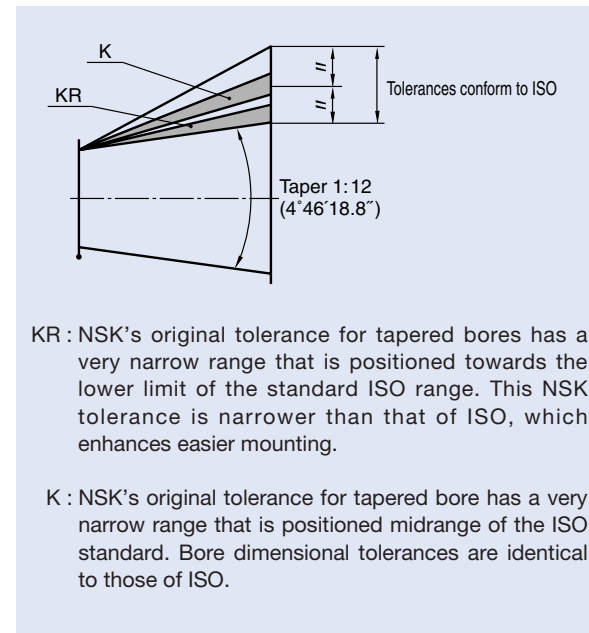 K
KR
=
=
Tolerances conform to ISO
Taper 1:12
(4˚46´18.8˝)
KR : NSK’s original tolerance for tapered bores has a
very narrow range that is positioned towards the
lower limit of the standard ISO range. This NSK
tolerance is narrower than that of ISO, which
enhances easier mounting.
K : NSK’s original tolerance for tapered bore has a very
narrow range that is positioned midrange of the ISO
standard. Bore dimensional tolerances are identical
to those of ISO.